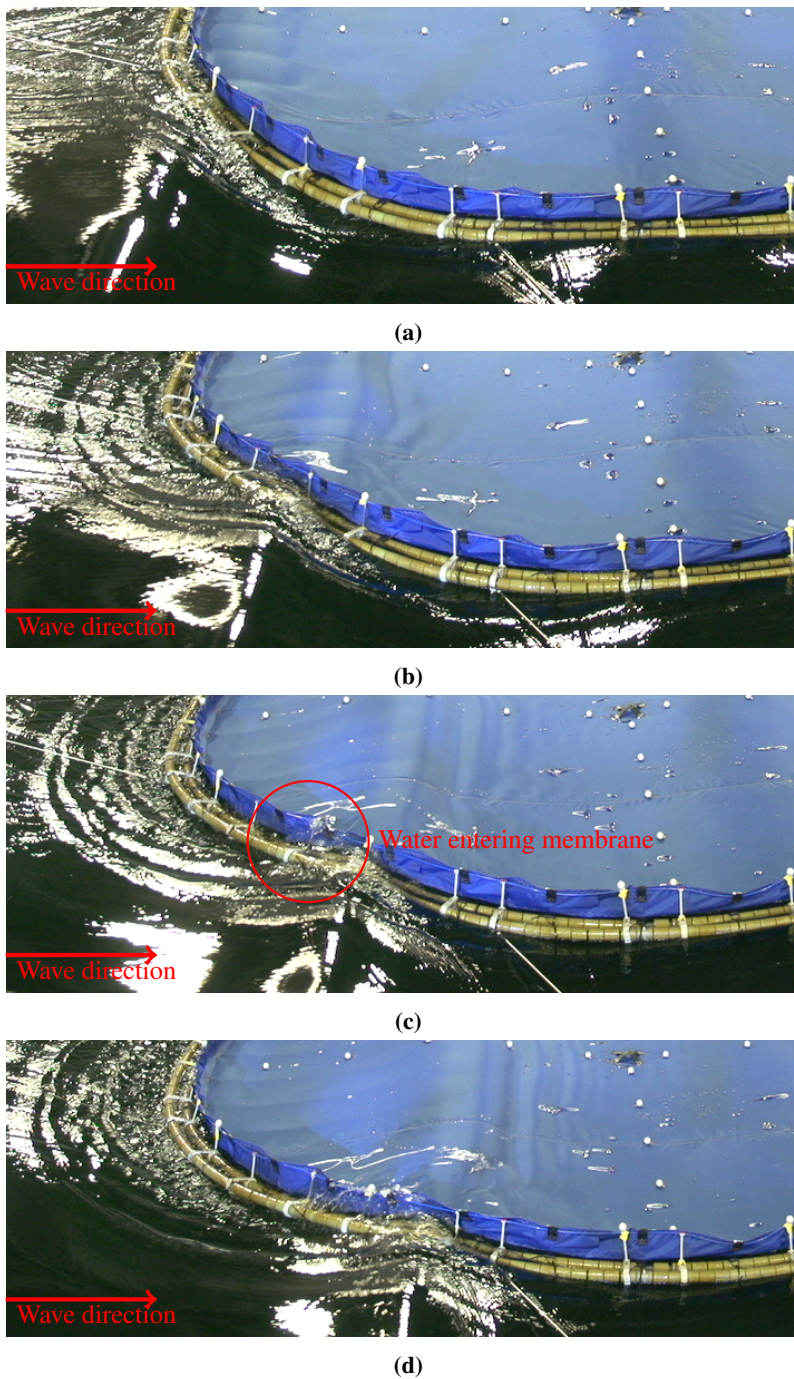 Wave direction
(a)
Wave direction
(b)
Water entering membrane
Wave direction
(c)
Wave direction
(d)